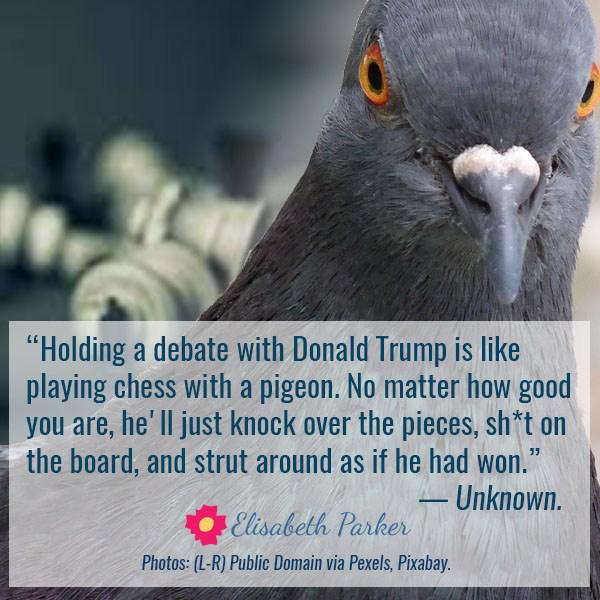 “Holding a debate with Donald Trump is like
playing chess with a pigeon. No matter how good
you are, he'll just knock over the pieces, sh*t on
the board, and strut around as if he had won.”
— Unknown.
Elisabeth Parker
Photos: (L-R) Public Domain via Pexels, Pixabay.